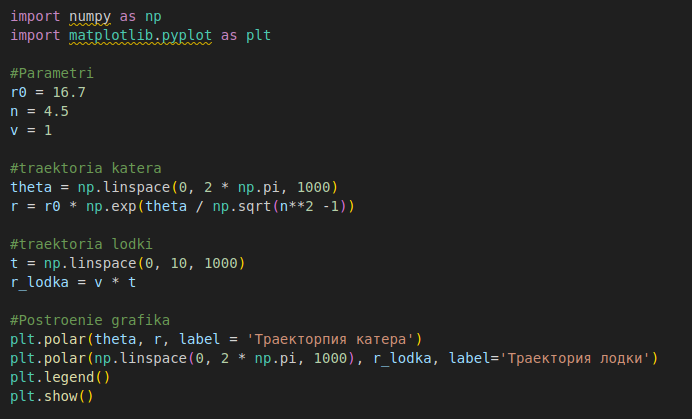 import numpy as np
import matplotlib.pyplot as plt
#Parametri
r0 = 16.7
n = 4.5
v = 1
#traektoria katera
theta = np.linspace(0, 2 * np.pi, 1000)
r = r0 * np.exp(theta / np.sqrt(n**2 -1))
#traektoria lodki
t = np.linspace(0, 10, 1000)
r_lodka = v * t
#Postroenie grafika
plt.polar(theta, r, label = 'Траекторпия катера')
plt.polar(np.linspace(0, 2 * np.pi, 1000), r_lodka, label='Траектория лодки')
plt.legend()
plt.show()